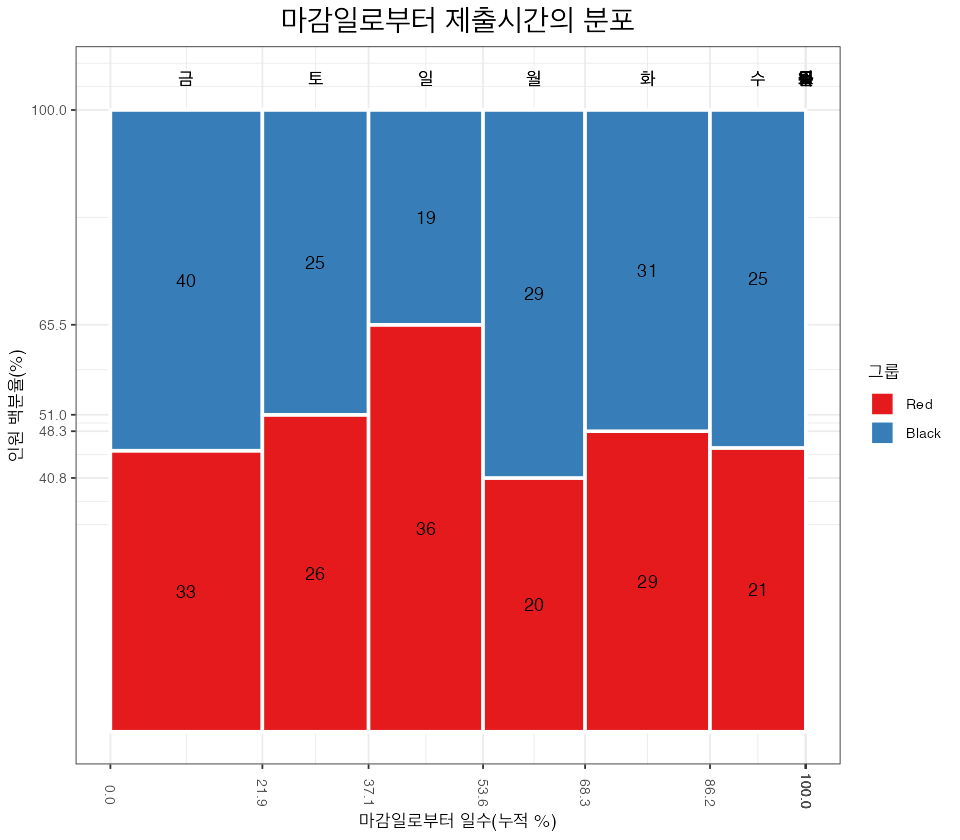 마감일로부터 제출시간의 분포
금 토 일 월 화 수
100.0
65.5
51.0
48.3
40.8
인원 백분율(%)
40 25 19 29 31 25
33 26 36 20 29 21
0.0 21.9 37.1 53.6 68.3 86.2 100.0
마감일로부터 일수(누적 %)
그룹
Red
Black